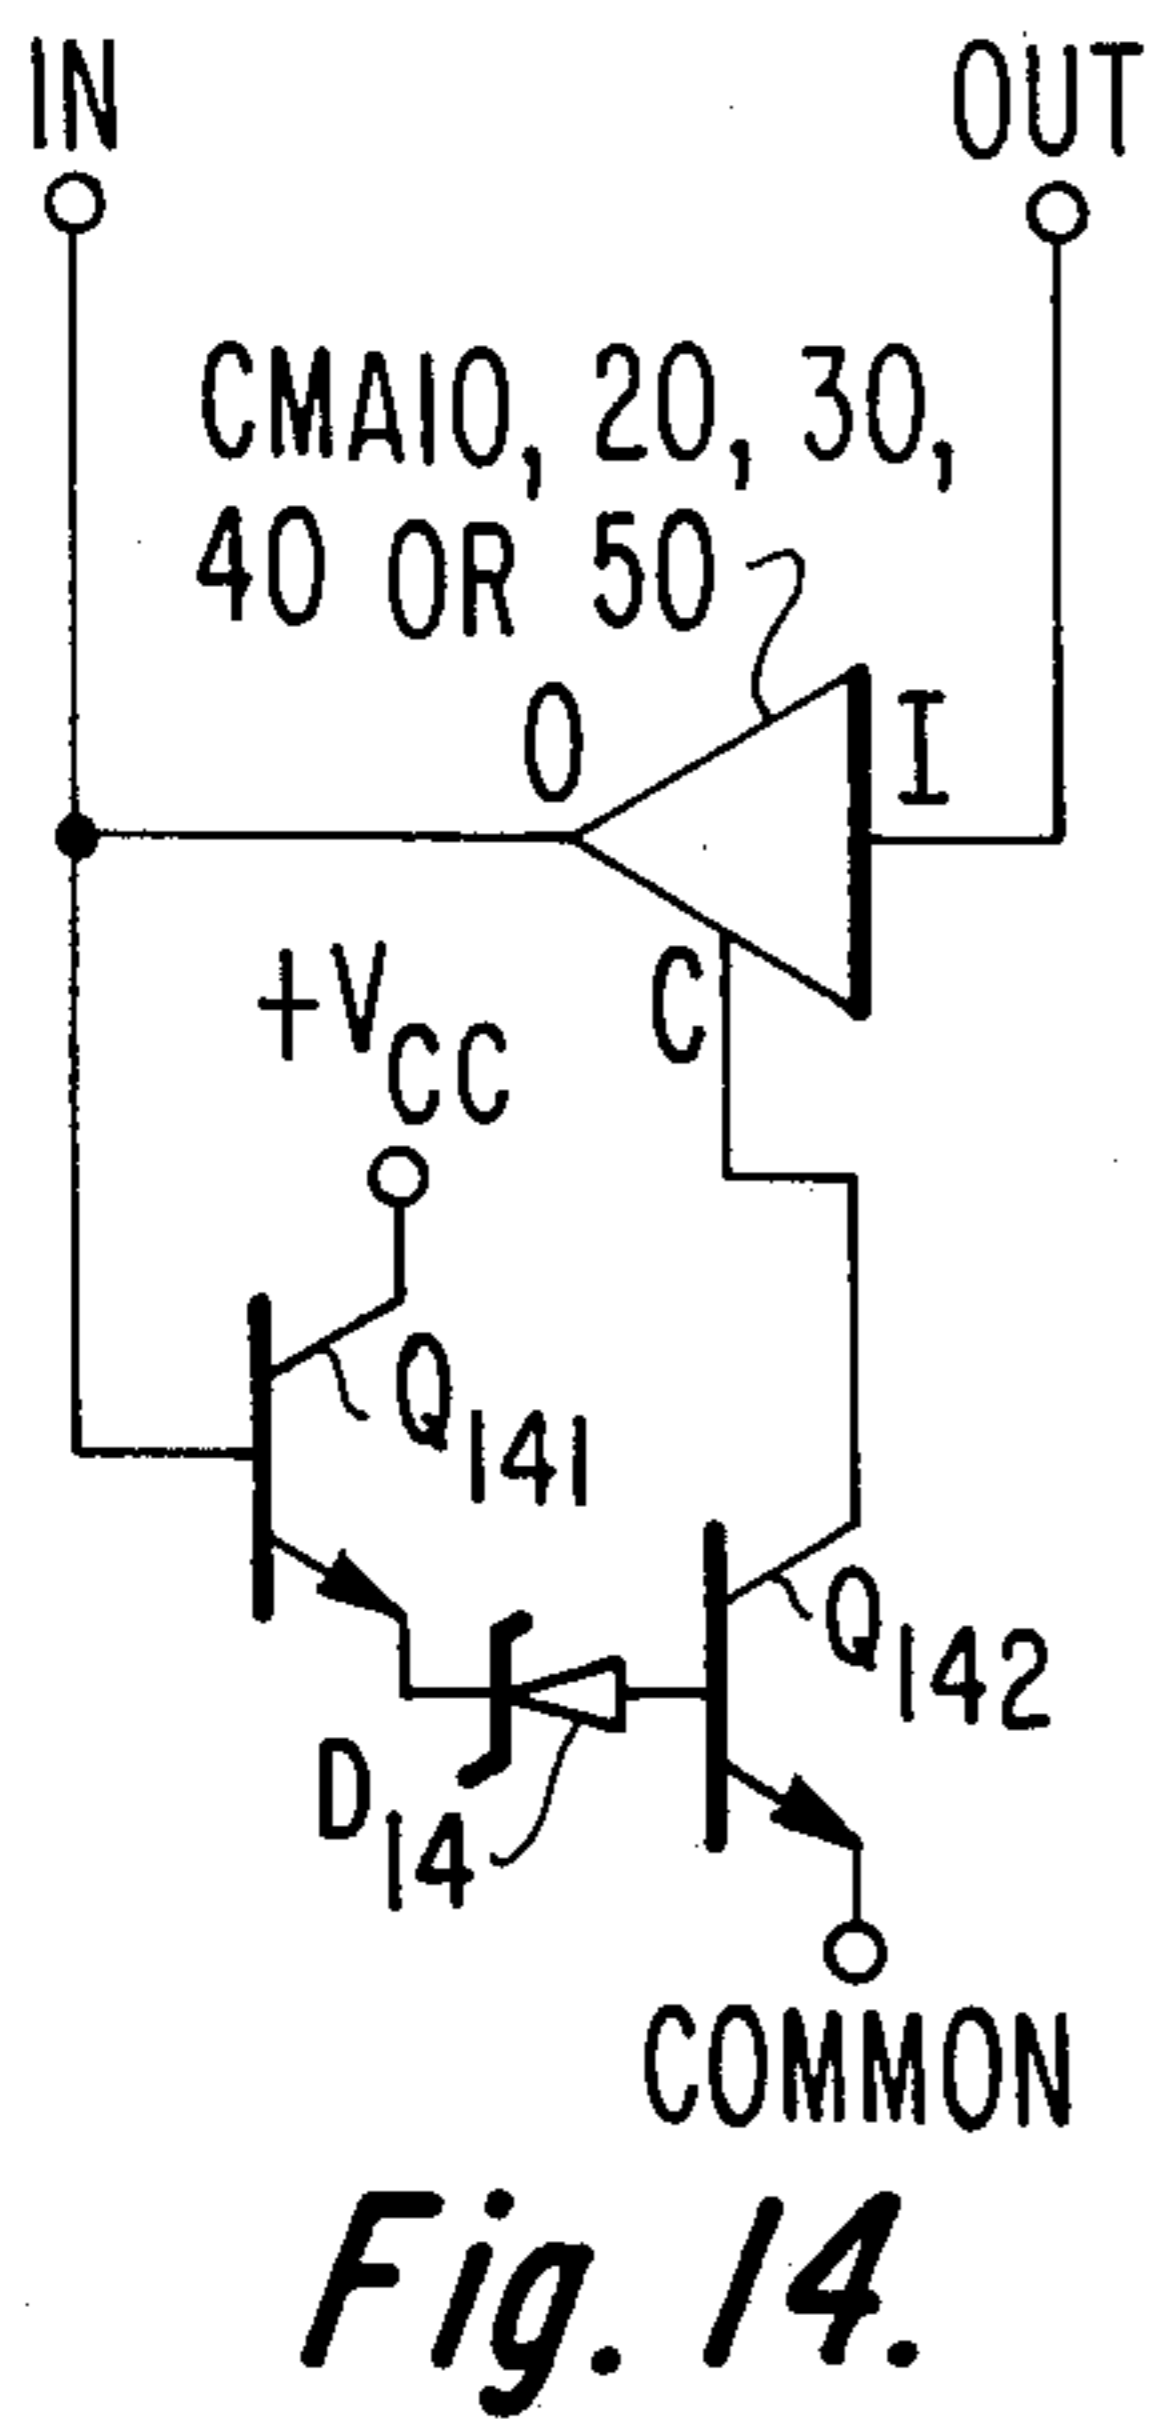 IN
OUT
CMA10, 20, 30,
40 OR 50
O
I
C
+VCC
Q141
Q142
D14
COMMON
Fig. 14.